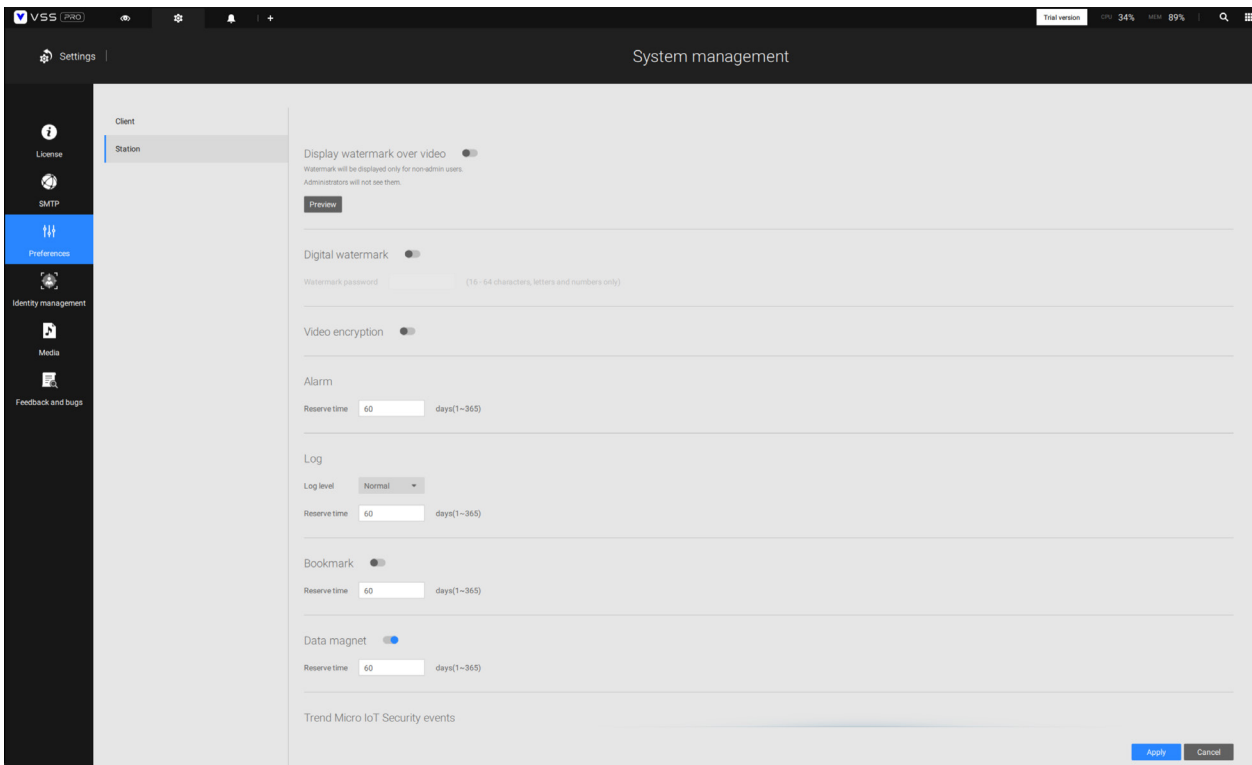 VSS PRO
Trial version CPU 34% MEM 89%
Settings
System management
License
SMTP
Preferences
Identity management
Media
Feedback and bugs
Client
Station
Display watermark over video
Watermark will be displayed only for non-admin users.
Administrators will not see them.
Preview
Digital watermark
Watermark password (16 - 64 characters, letters and numbers only)
Video encryption
Alarm
Reserve time 60 days(1~365)
Log
Log level Normal
Reserve time 60 days(1~365)
Bookmark
Reserve time 60 days(1~365)
Data magnet
Reserve time 60 days(1~365)
Trend Micro IoT Security events
Apply Cancel